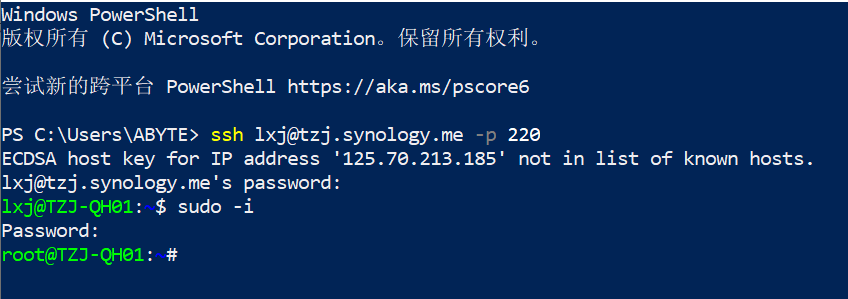 Windows PowerShell
版权所有 (C) Microsoft Corporation。保留所有权利。
尝试新的跨平台 PowerShell https://aka.ms/pscore6
PS C:\Users\ABYTE> ssh lxj@tzj.synology.me -p 220
ECDSA host key for IP address '125.70.213.185' not in list of known hosts.
lxj@tzj.synology.me's password:
lxj@TZJ-QH01:~$ sudo -i
Password:
root@TZJ-QH01:~#